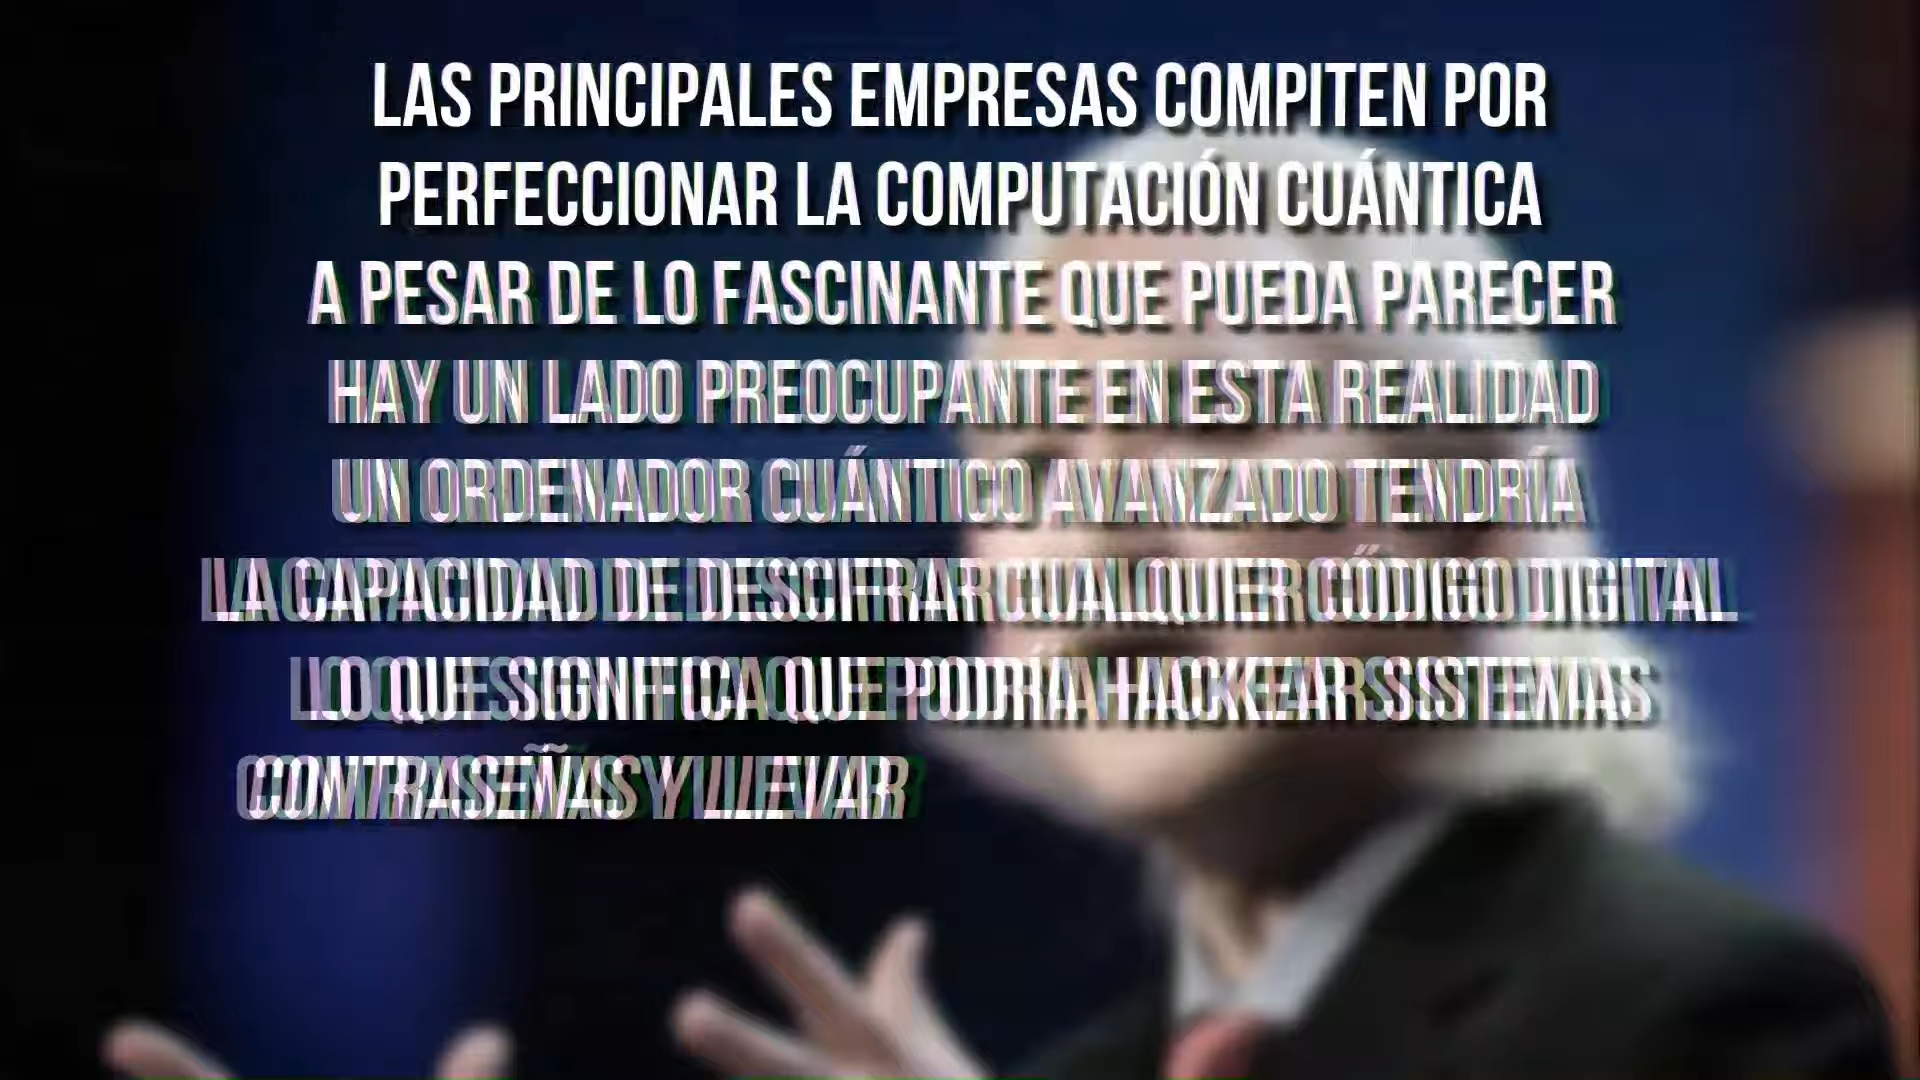 LAS PRINCIPALES EMPRESAS COMPITEN POR
PERFECCIONAR LA COMPUTACIÓN CUÁNTICA
A PESAR DE LO FASCINANTE QUE PUEDA PARECER
HAY UN LADO PREOCUPANTE EN ESTA REALIDAD
UN ORDENADOR CUÁNTICO AVANZADO TENDRÍA
LA CAPACIDAD DE DESCIFRAR CUALQUIER CÓDIGO DIGITAL
LO QUE SIGNIFICA QUE PODRÍA HACKEAR SISTEMAS
CONTRASEÑAS Y LLEVAR